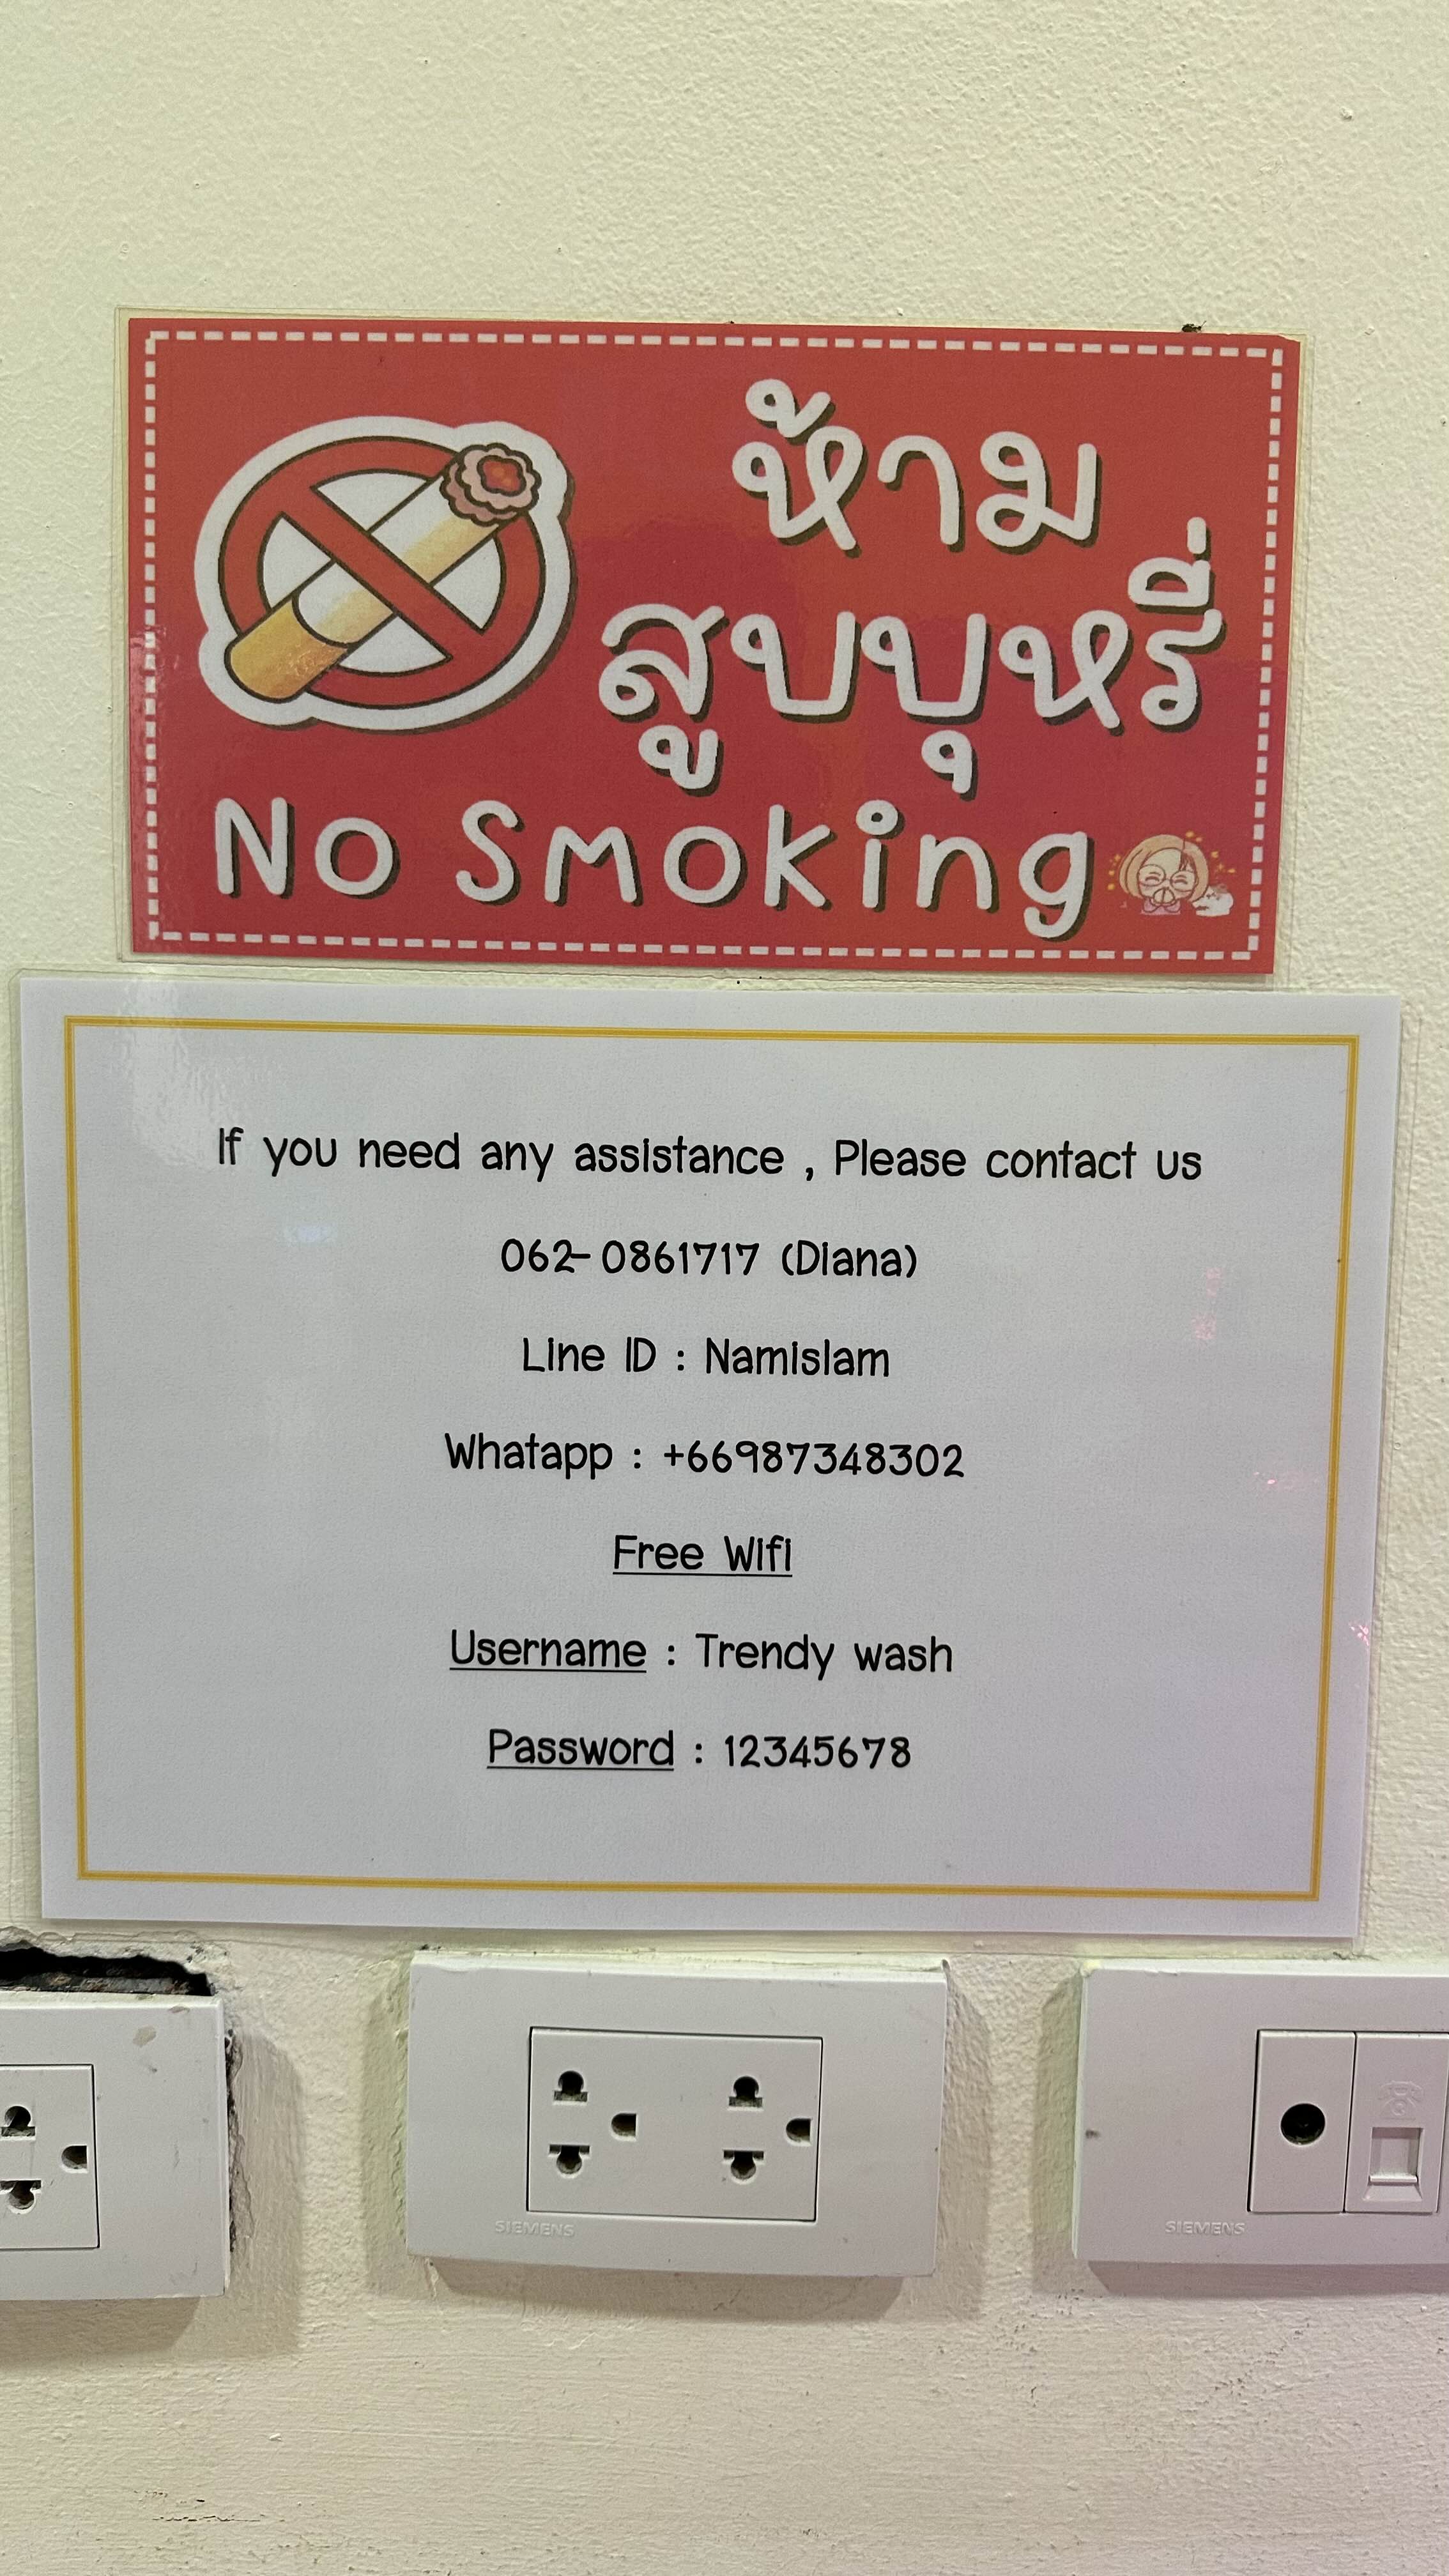 ห้าม
สูบบุหรี่
No Smoking
If you need any assistance , Please contact us
062-0861717 (Diana)
Line ID : Namislam
Whatapp : +66987348302
Free Wifi
Username : Trendy wash
Password : 12345678
SIEMENS
SIEMENS